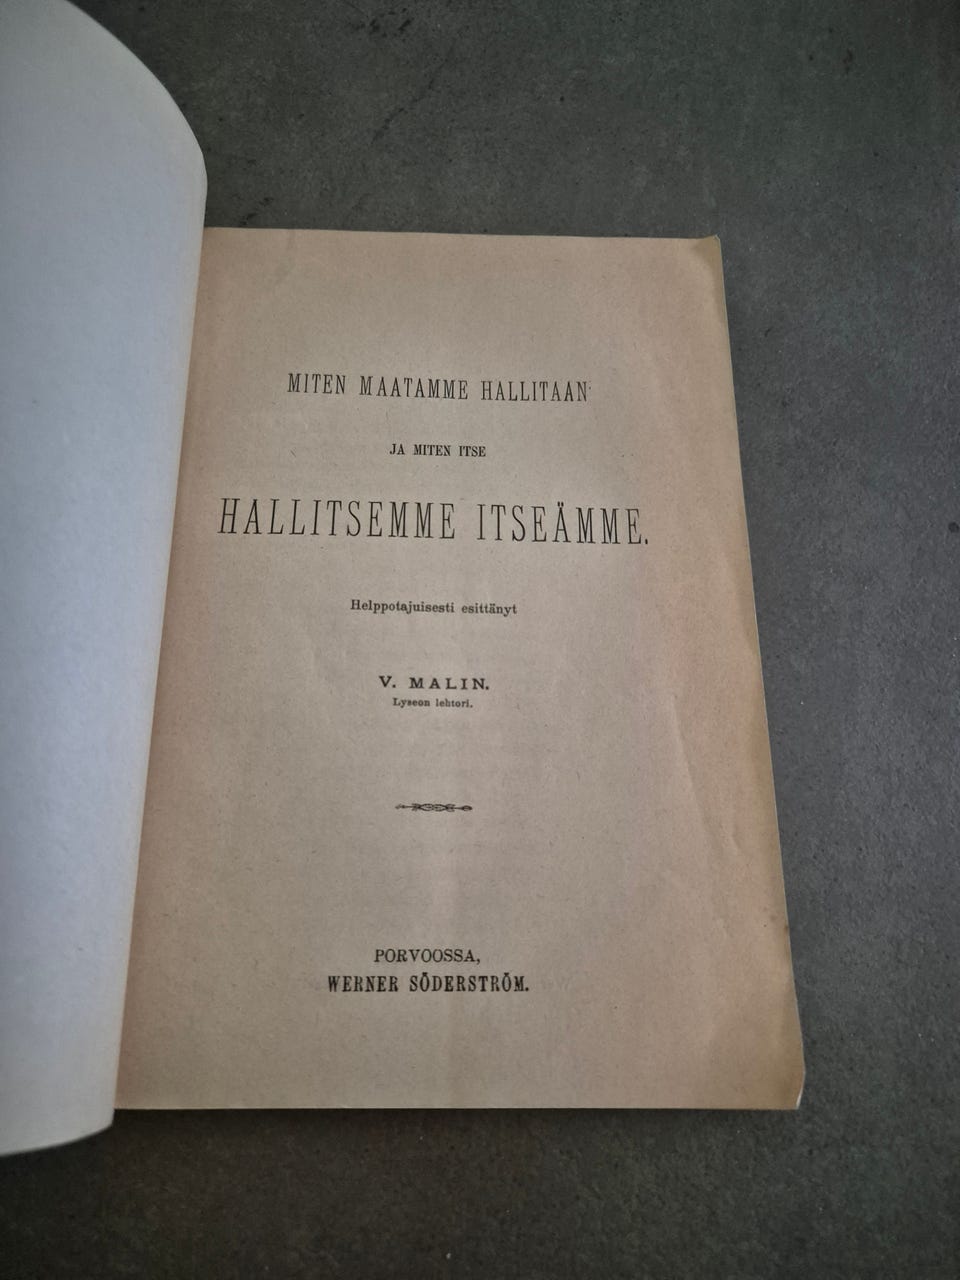 MITEN MAATAMME HALLITAAN
JA MITEN ITSE
HALLITSEMME ITSEÄMME.
Helppotajuisesti esittänyt
V. MALIN.
Lyseon lehtori.
PORVOOSSA,
WERNER SÖDERSTRÖM.